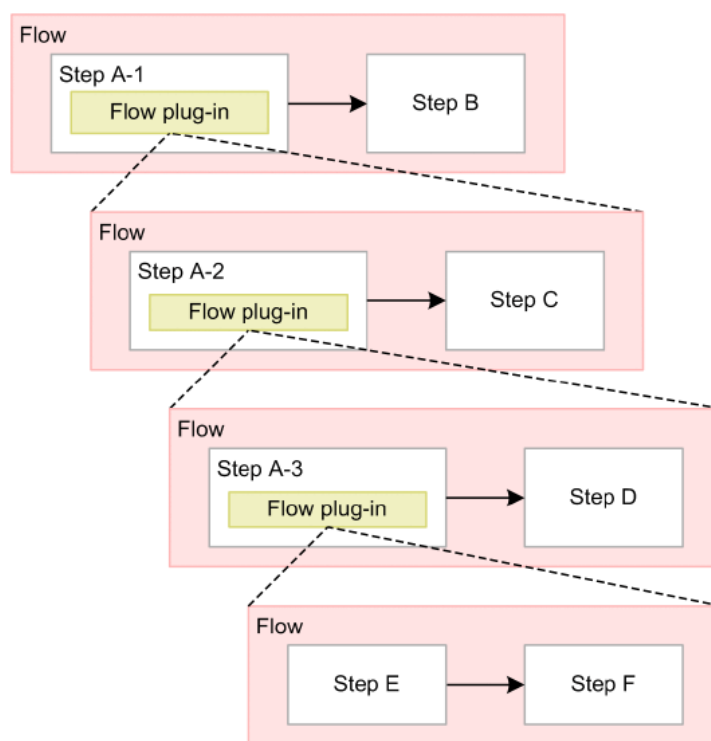 Flow
Step A-1
Flow plug-in
Step B
Flow
Step A-2
Flow plug-in
Step C
Flow
Step A-3
Flow plug-in
Step D
Flow
Step E
Step F